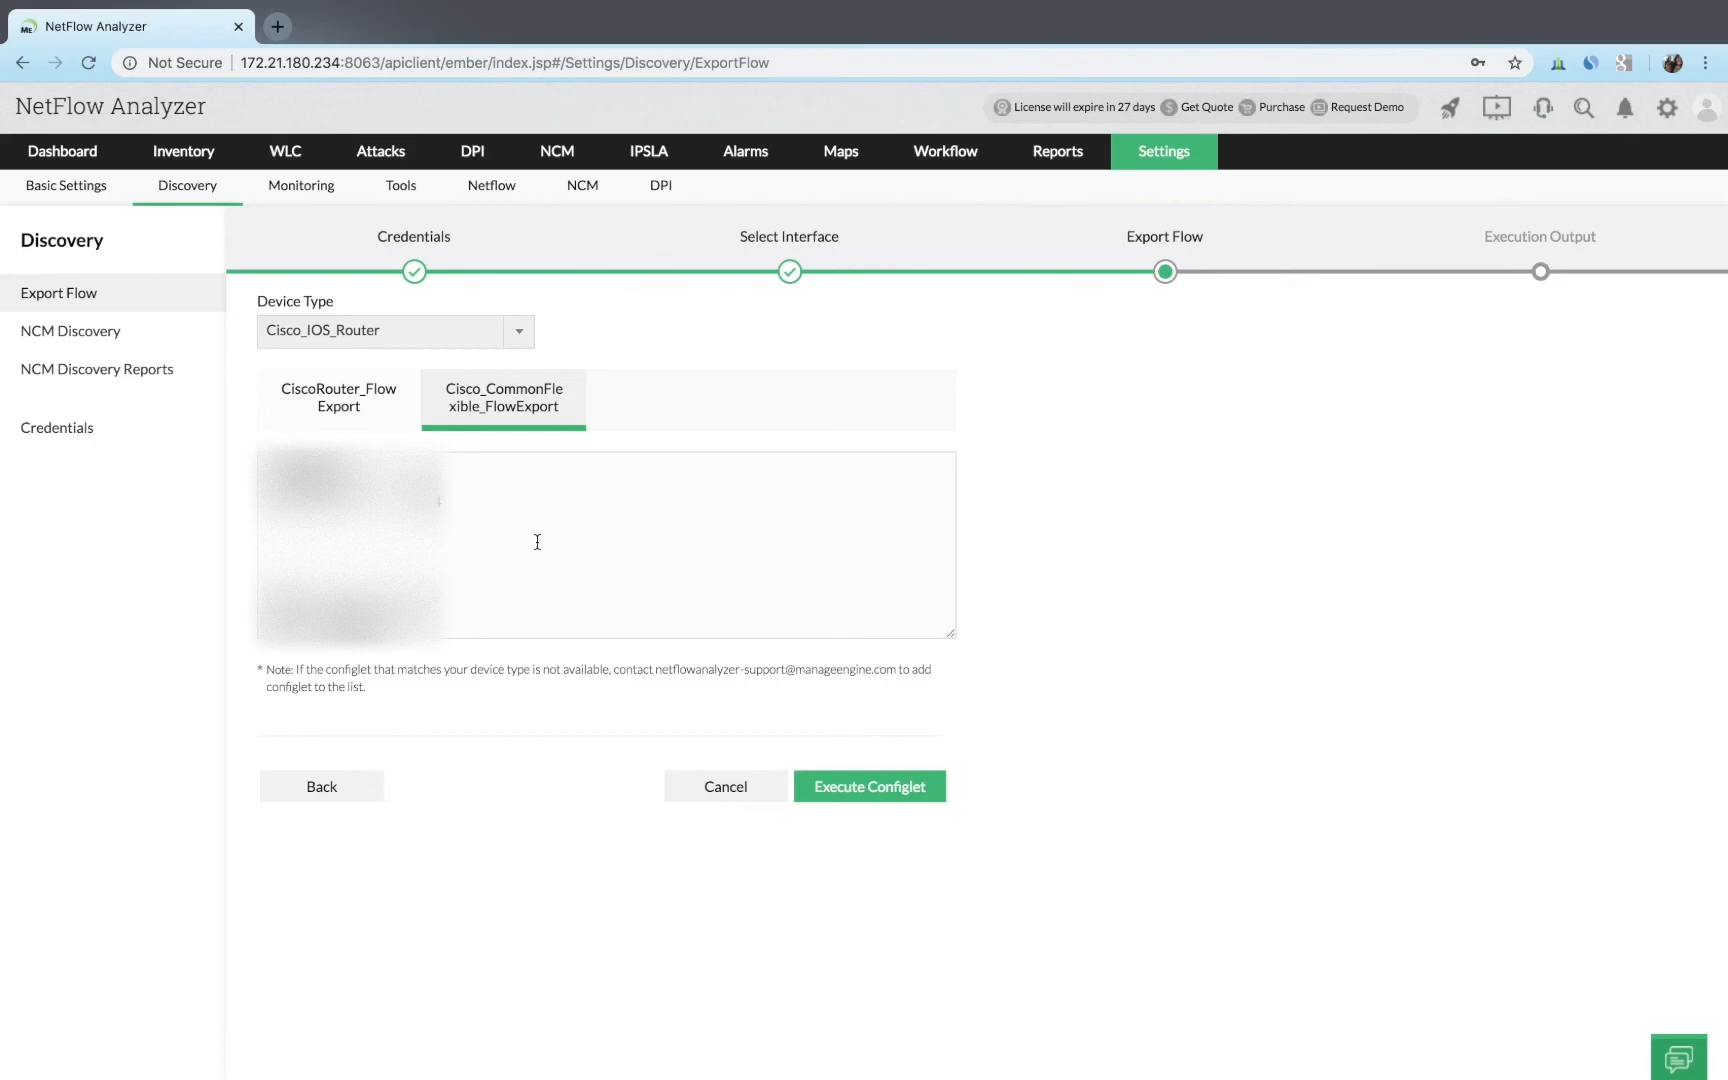 NetFlow Analyzer
Not Secure 172.21.180.234:8063/apiclient/ember/index.jsp#/Settings/Discovery/ExportFlow
NetFlow Analyzer
License will expire in 27 days Get Quote Purchase Request Demo
Dashboard Inventory WLC Attacks DPI NCM IPSLA Alarms Maps Workflow Reports Settings
Basic Settings Discovery Monitoring Tools Netflow NCM DPI
Discovery
Export Flow
NCM Discovery
NCM Discovery Reports
Credentials
Credentials Select Interface Export Flow Execution Output
Device Type
Cisco_IOS_Router
CiscoRouter_Flow
Export
Cisco_CommonFle
xible_FlowExport
* Note: If the configlet that matches your device type is not available, contact netflowanalyzer-support@manageengine.com to add
configlet to the list.
Back Cancel Execute Configlet